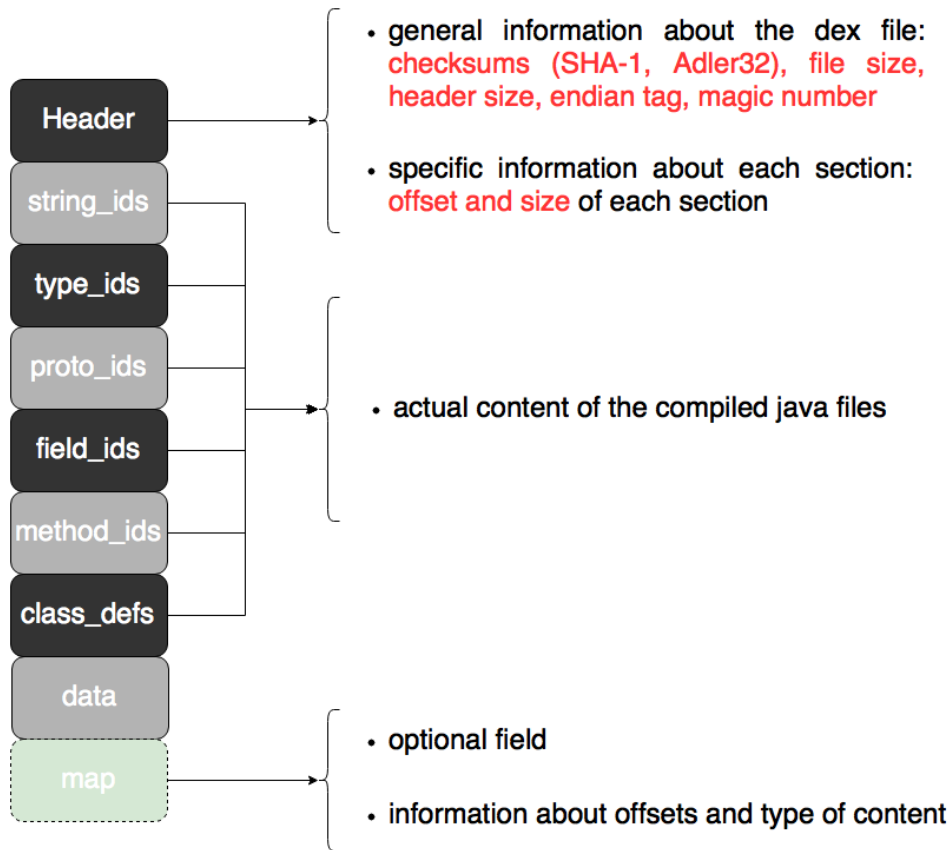 Header
string_ids
type_ids
proto_ids
field_ids
method_ids
class_defs
data
map
• general information about the dex file:
checksums (SHA-1, Adler32), file size,
header size, endian tag, magic number
• specific information about each section:
offset and size of each section
• actual content of the compiled java files
• optional field
• information about offsets and type of content